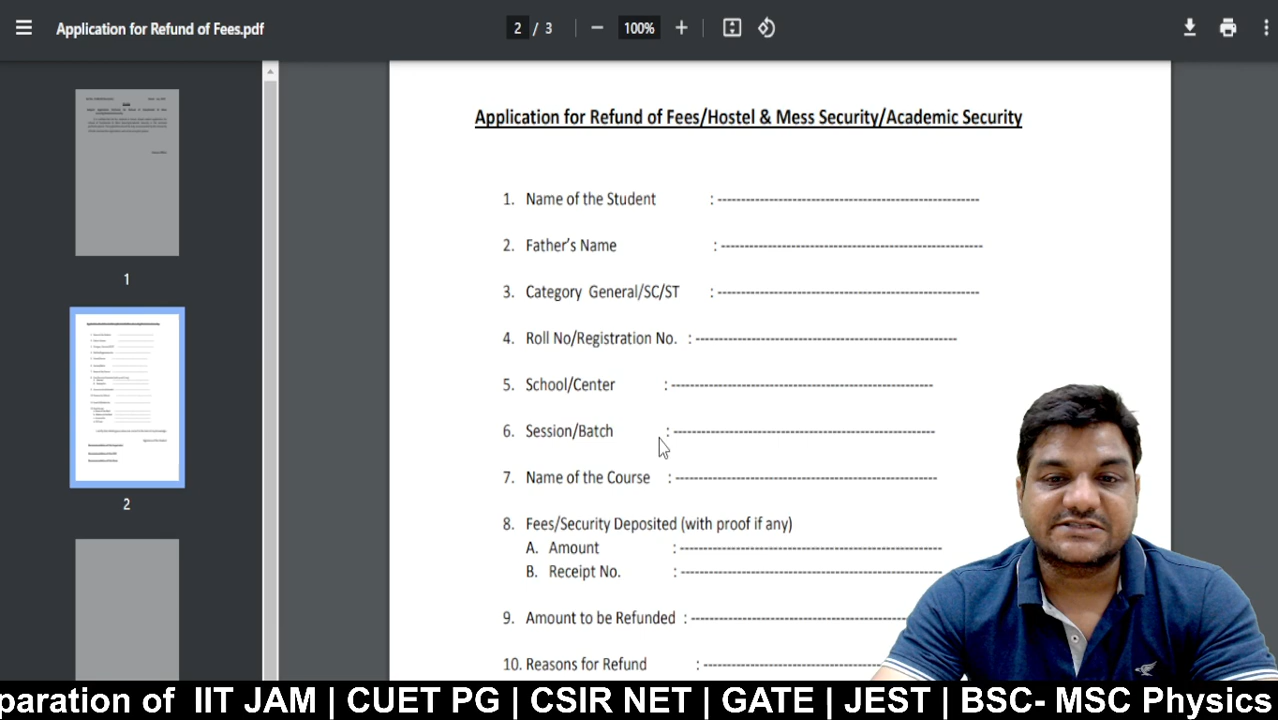 Application for Refund of Fees.pdf
2 / 3
100%
Application for Refund of Fees/Hostel & Mess Security/Academic Security
1. Name of the Student :
2. Father's Name :
3. Category General/SC/ST :
4. Roll No/Registration No. :
5. School/Center :
6. Session/Batch :
7. Name of the Course :
8. Fees/Security Deposited (with proof if any)
A. Amount :
B. Receipt No. :
9. Amount to be Refunded :
10. Reasons for Refund :
1
2
paration of IIT JAM | CUET PG | CSIR NET | GATE | JEST | BSC- MSC Physics